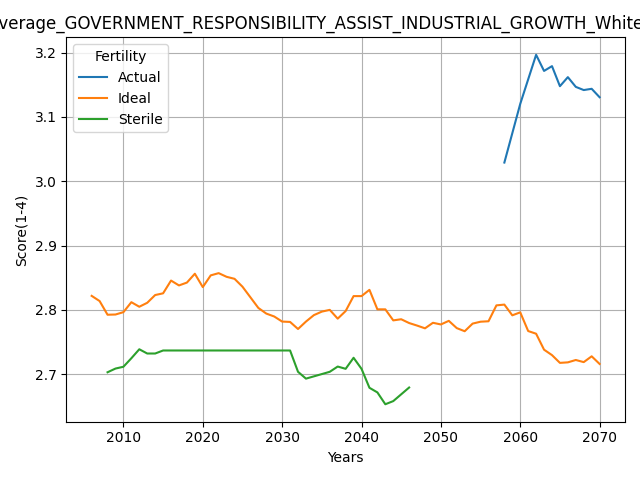 verage_GOVERNMENT_RESPONSIBILITY_ASSIST_INDUSTRIAL_GROWTH_White
Fertility
Actual
Ideal
Sterile
Score(1-4)
3.2
3.1
3.0
2.9
2.8
2.7
2010 2020 2030 2040 2050 2060 2070
Years